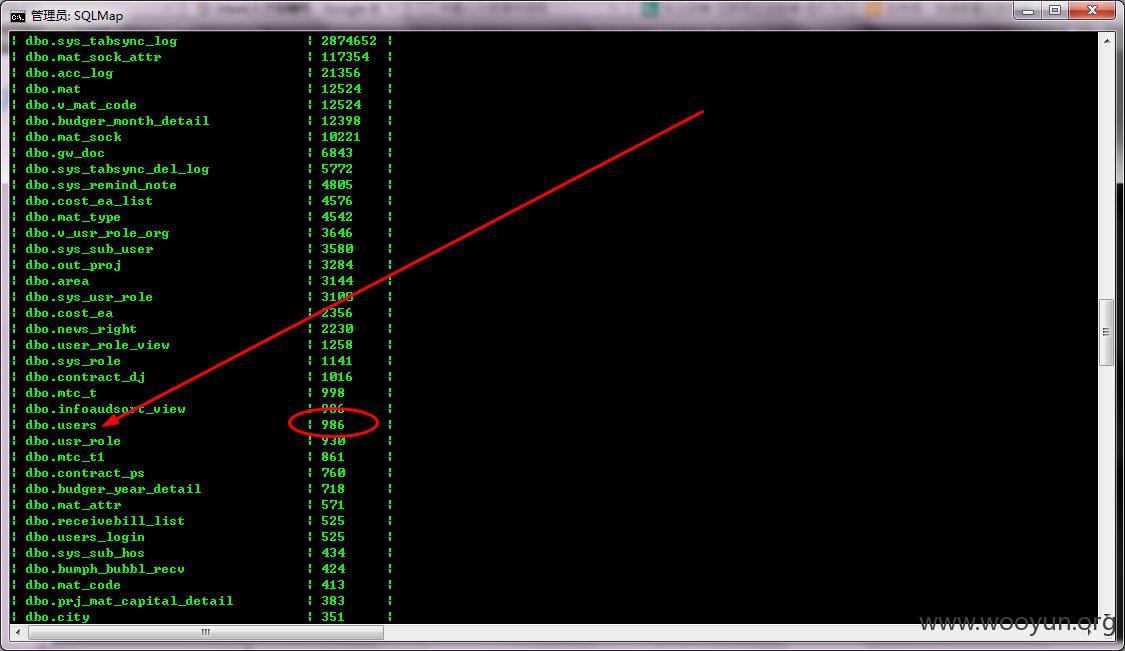 管理员: SQLMap
| dbo.sys_tabsync_log | 2874652 |
| dbo.mat_sock_attr | 117354 |
| dbo.acc_log | 21356 |
| dbo.mat | 12524 |
| dbo.v_mat_code | 12524 |
| dbo.budger_month_detail | 12398 |
| dbo.mat_sock | 10221 |
| dbo.gw_doc | 6843 |
| dbo.sys_tabsync_del_log | 5772 |
| dbo.sys_remind_note | 4805 |
| dbo.cost_ea_list | 4576 |
| dbo.mat_type | 4542 |
| dbo.v_usr_role_org | 3646 |
| dbo.sys_sub_user | 3580 |
| dbo.out_proj | 3284 |
| dbo.area | 3144 |
| dbo.sys_usr_role | |
| dbo.cost_ea | 2356 |
| dbo.news_right | 2230 |
| dbo.user_role_view | 1258 |
| dbo.sys_role | 1141 |
| dbo.contract_dj | 1016 |
| dbo.mtc_t | 998 |
| dbo.infoaudsort_view | 986 |
| dbo.users | 986 |
| dbo.usr_role | 930 |
| dbo.mtc_t1 | 861 |
| dbo.contract_ps | 760 |
| dbo.budger_year_detail | 718 |
| dbo.mat_attr | 571 |
| dbo.receivebill_list | 525 |
| dbo.users_login | 525 |
| dbo.sys_sub_hos | 434 |
| dbo.bumph_bubbl_recv | 424 |
| dbo.mat_code | 413 |
| dbo.prj_mat_capital_detail | 383 |
| dbo.city | 351 |
www.wooyun.org